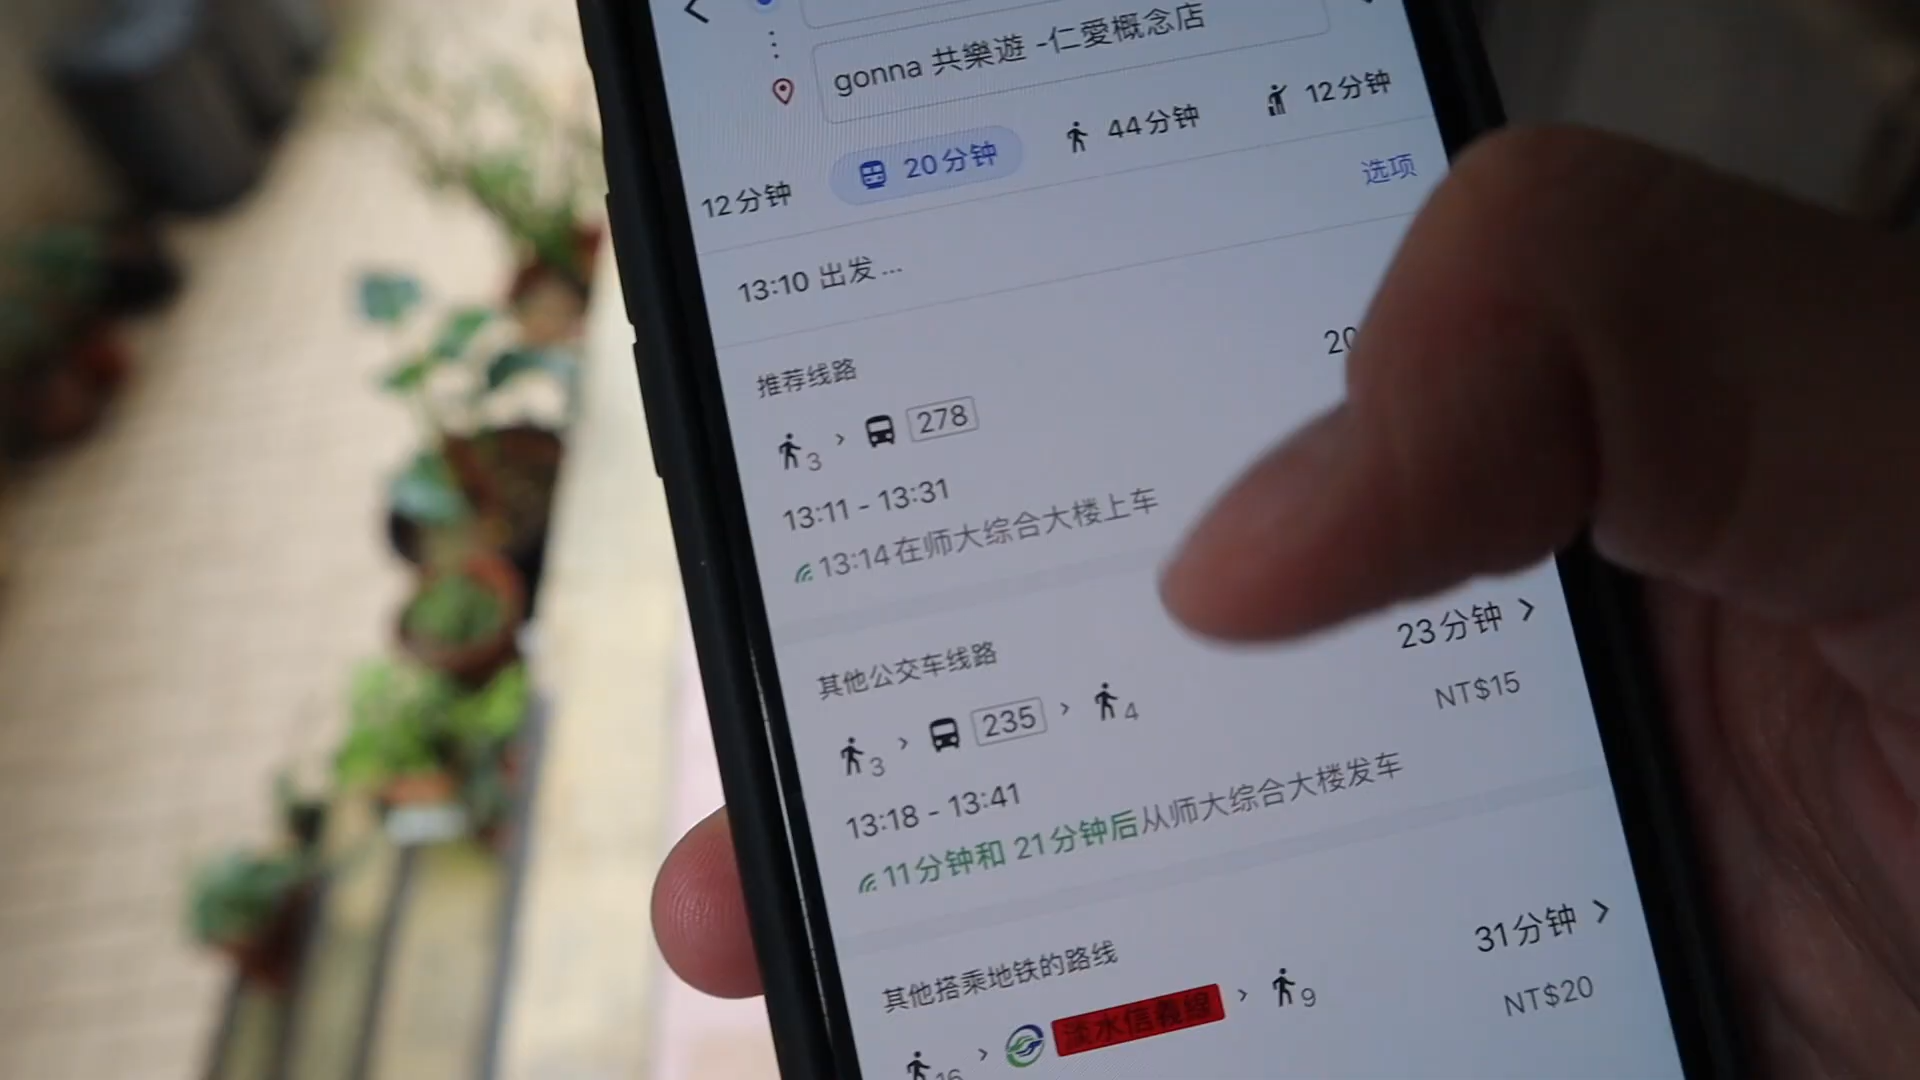 gonna 共樂遊 -仁愛概念店
12分钟 20分钟 44分钟 12分钟
选项
13:10 出发...
推荐线路
20
3 278
13:11 - 13:31
13:14在师大综合大楼上车
其他公交车线路
23分钟
3 235 4
NT$15
13:18 - 13:41
11分钟和 21分钟后从师大综合大楼发车
其他搭乘地铁的路线
31分钟
16 淡水信義線 9
NT$20